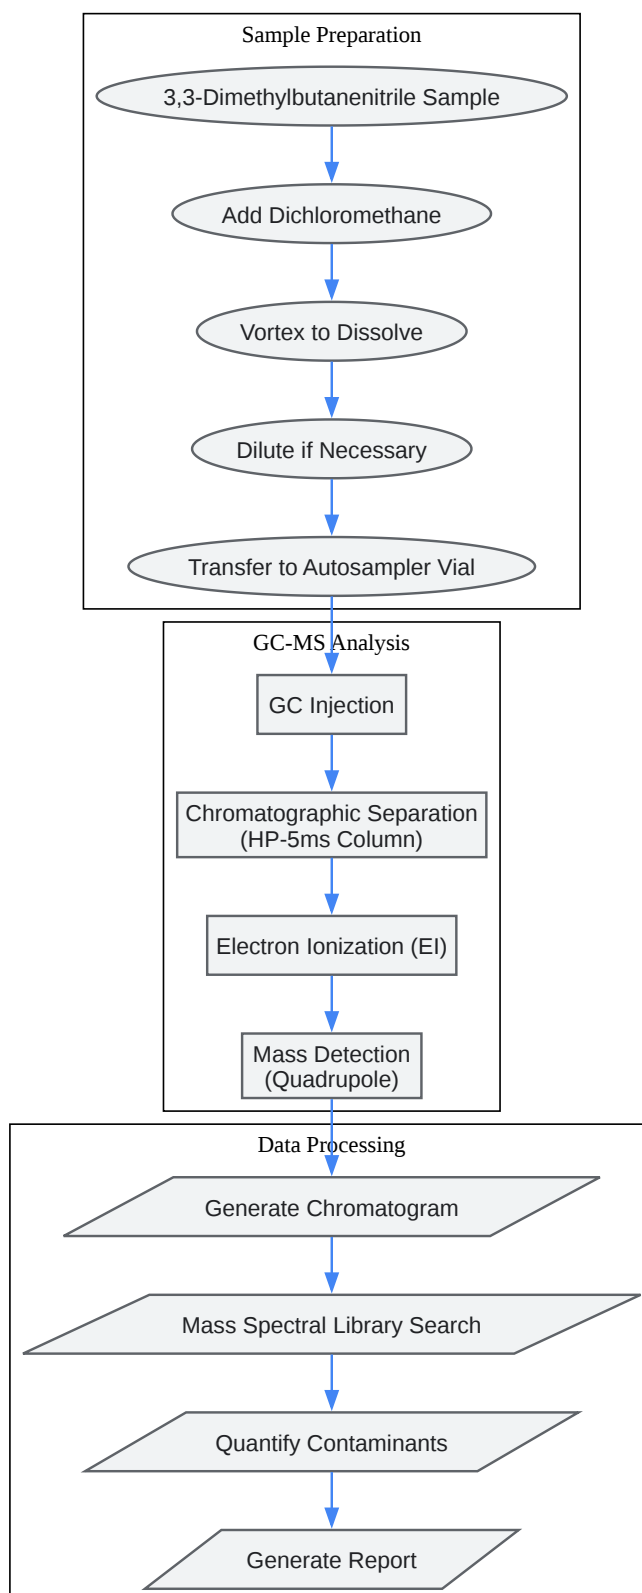 Sample Preparation
3,3-Dimethylbutanenitrile Sample
Add Dichloromethane
Vortex to Dissolve
Dilute if Necessary
Transfer to Autosampler Vial
GC-MS Analysis
GC Injection
Chromatographic Separation
(HP-5ms Column)
Electron Ionization (EI)
Mass Detection
(Quadrupole)
Data Processing
Generate Chromatogram
Mass Spectral Library Search
Quantify Contaminants
Generate Report